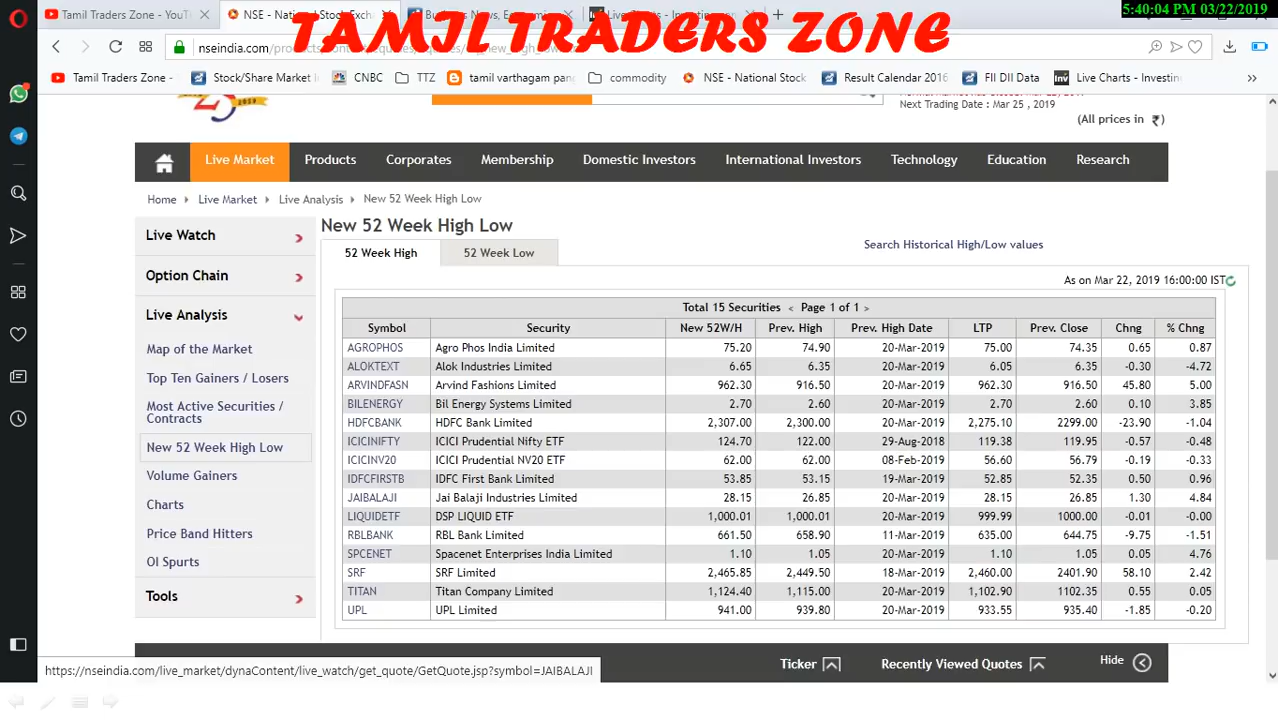 5:40:04 PM 03/22/2019
TAMIL TRADERS ZONE
Tamil Traders Zone - YouT
NSE - National Stock Exch
nseindia.com/
Tamil Traders Zone -
Stock/Share Market I
CNBC
TTZ
tamil varthagam pang
commodity
NSE - National Stock
Result Calendar 2016
FII DII Data
Live Charts - Investing
Next Trading Date : Mar 25 , 2019
(All prices in ₹)
Live Market
Products
Corporates
Membership
Domestic Investors
International Investors
Technology
Education
Research
Home
Live Market
Live Analysis
New 52 Week High Low
Live Watch
Option Chain
Live Analysis
Map of the Market
Top Ten Gainers / Losers
Most Active Securities /
Contracts
New 52 Week High Low
Volume Gainers
Charts
Price Band Hitters
OI Spurts
Tools
New 52 Week High Low
52 Week High
52 Week Low
Search Historical High/Low values
As on Mar 22, 2019 16:00:00 IST
Total 15 Securities < Page 1 of 1 >
Symbol Security New 52W/H Prev. High Prev. High Date LTP Prev. Close Chng % Chng
AGROPHOS Agro Phos India Limited 75.20 74.90 20-Mar-2019 75.00 74.35 0.65 0.87
ALOKTEXT Alok Industries Limited 6.65 6.35 20-Mar-2019 6.05 6.35 -0.30 -4.72
ARVINDFASN Arvind Fashions Limited 962.30 916.50 20-Mar-2019 962.30 916.50 45.80 5.00
BILENERGY Bil Energy Systems Limited 2.70 2.60 20-Mar-2019 2.70 2.60 0.10 3.85
HDFCBANK HDFC Bank Limited 2,307.00 2,300.00 20-Mar-2019 2,275.10 2299.00 -23.90 -1.04
ICICINIFTY ICICI Prudential Nifty ETF 124.70 122.00 29-Aug-2018 119.38 119.95 -0.57 -0.48
ICICINV20 ICICI Prudential NV20 ETF 62.00 62.00 08-Feb-2019 56.60 56.79 -0.19 -0.33
IDFCFIRSTB IDFC First Bank Limited 53.85 53.15 19-Mar-2019 52.85 52.35 0.50 0.96
JAIBALAJI Jai Balaji Industries Limited 28.15 26.85 20-Mar-2019 28.15 26.85 1.30 4.84
LIQUIDETF DSP LIQUID ETF 1,000.01 1,000.01 20-Mar-2019 999.99 1000.00 -0.01 -0.00
RBLBANK RBL Bank Limited 661.50 658.90 11-Mar-2019 635.00 644.75 -9.75 -1.51
SPCENET Spacenet Enterprises India Limited 1.10 1.05 20-Mar-2019 1.10 1.05 0.05 4.76
SRF SRF Limited 2,465.85 2,449.50 18-Mar-2019 2,460.00 2401.90 58.10 2.42
TITAN Titan Company Limited 1,124.40 1,115.00 20-Mar-2019 1,102.90 1102.35 0.55 0.05
UPL UPL Limited 941.00 939.80 20-Mar-2019 933.55 935.40 -1.85 -0.20
Ticker
Recently Viewed Quotes
Hide
https://nseindia.com/live_market/dynaContent/live_watch/get_quote/GetQuote.jsp?symbol=JAIBALAJI